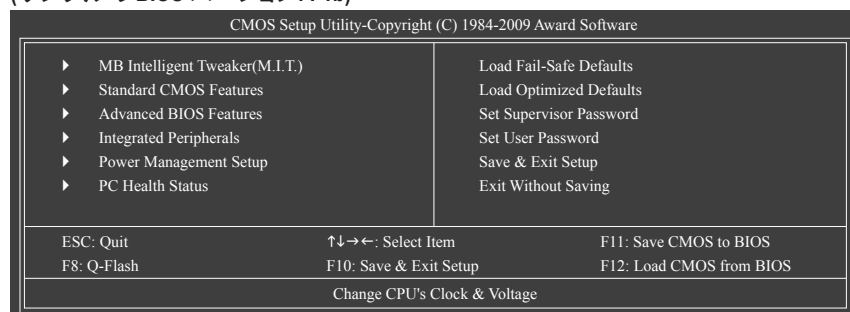 CMOS Setup Utility-Copyright (C) 1984-2009 Award Software
MB Intelligent Tweaker(M.I.T.)
Standard CMOS Features
Advanced BIOS Features
Integrated Peripherals
Power Management Setup
PC Health Status
Load Fail-Safe Defaults
Load Optimized Defaults
Set Supervisor Password
Set User Password
Save & Exit Setup
Exit Without Saving
ESC: Quit ↑↓→←: Select Item F11: Save CMOS to BIOS
F8: Q-Flash F10: Save & Exit Setup F12: Load CMOS from BIOS
Change CPU's Clock & Voltage